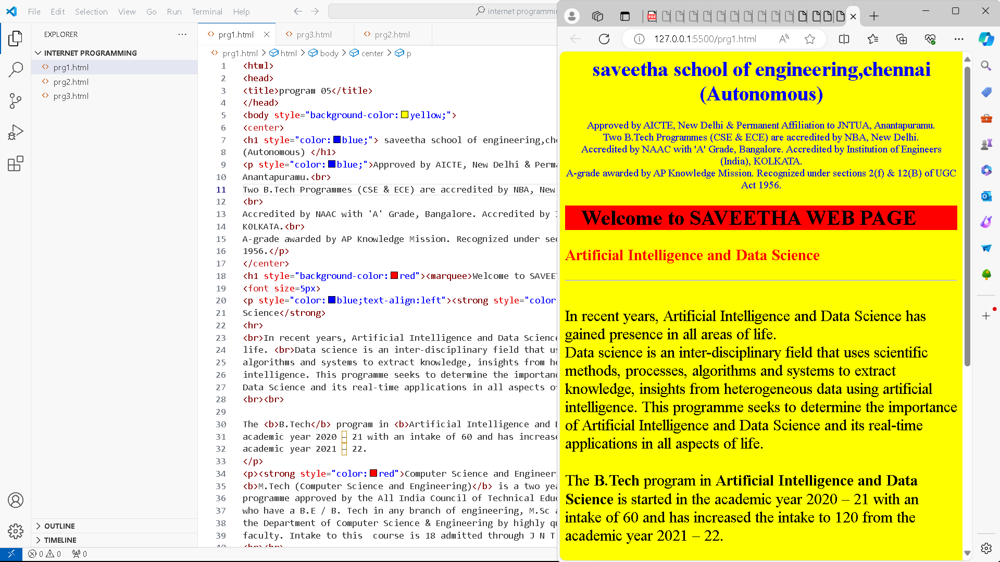 File Edit Selection View Go Run Terminal Help
internet programmin
EXPLORER
INTERNET PROGRAMMING
prg1.html
prg2.html
prg3.html
OUTLINE
TIMELINE
0 0 0
prg1.html prg3.html prg2.html
prg1.html > html > body > center > p
1 <html>
2 <head>
3 <title>program 05</title>
4 </head>
5 <body style="background-color: yellow;">
6 <center>
7 <h1 style="color: blue;"> saveetha school of engineering,che
8 (Autonomous) </h1>
9 <p style="color: blue;">Approved by AICTE, New Delhi & Perma
10 Anantapuramu.<br>
11 Two B.Tech Programmes (CSE & ECE) are accredited by NBA, New
12 <br>
13 Accredited by NAAC with 'A' Grade, Bangalore. Accredited by I
14 KOLKATA.<br>
15 A-grade awarded by AP Knowledge Mission. Recognized under sec
16 1956.</p>
17 </center>
18 <h1 style="background-color: red"><marquee>Welcome to SAVEET
19 <font size=5px>
20 <p style="color: blue;text-align:left"><strong style="color
21 Science</strong>
22 <hr>
23 <br>In recent years, Artificial Intelligence and Data Science
24 life. <br>Data science is an inter-disciplinary field that us
25 algorithms and systems to extract knowledge, insights from he
26 intelligence. This programme seeks to determine the importanc
27 Data Science and its real-time applications in all aspects of
28 <br><br>
29
30 The <b>B.Tech</b> program in <b>Artificial Intelligence and D
31 academic year 2020 – 21 with an intake of 60 and has increase
32 academic year 2021 – 22.
33 </p>
34 <p><strong style="color: red">Computer Science and Engineeri
35 <b>M.Tech (Computer Science and Engineering)</b> is a two yea
36 programme approved by the All India Council of Technical Educ
37 who have a B.E / B. Tech in any branch of engineering, M.Sc a
38 the Department of Computer Science & Engineering by highly qu
39 faculty. Intake to this course is 18 admitted through J N T
40 <br><br>
127.0.0.1:5500/prg1.html
saveetha school of engineering,chennai
(Autonomous)
Approved by AICTE, New Delhi & Permanent Affiliation to JNTUA, Anantapuramu.
Two B.Tech Programmes (CSE & ECE) are accredited by NBA, New Delhi.
Accredited by NAAC with 'A' Grade, Bangalore. Accredited by Institution of Engineers
(India), KOLKATA.
A-grade awarded by AP Knowledge Mission. Recognized under sections 2(f) & 12(B) of UGC
Act 1956.
Welcome to SAVEETHA WEB PAGE
Artificial Intelligence and Data Science
In recent years, Artificial Intelligence and Data Science has
gained presence in all areas of life.
Data science is an inter-disciplinary field that uses scientific
methods, processes, algorithms and systems to extract
knowledge, insights from heterogeneous data using artificial
intelligence. This programme seeks to determine the importance
of Artificial Intelligence and Data Science and its real-time
applications in all aspects of life.
The B.Tech program in Artificial Intelligence and Data
Science is started in the academic year 2020 – 21 with an
intake of 60 and has increased the intake to 120 from the
academic year 2021 – 22.